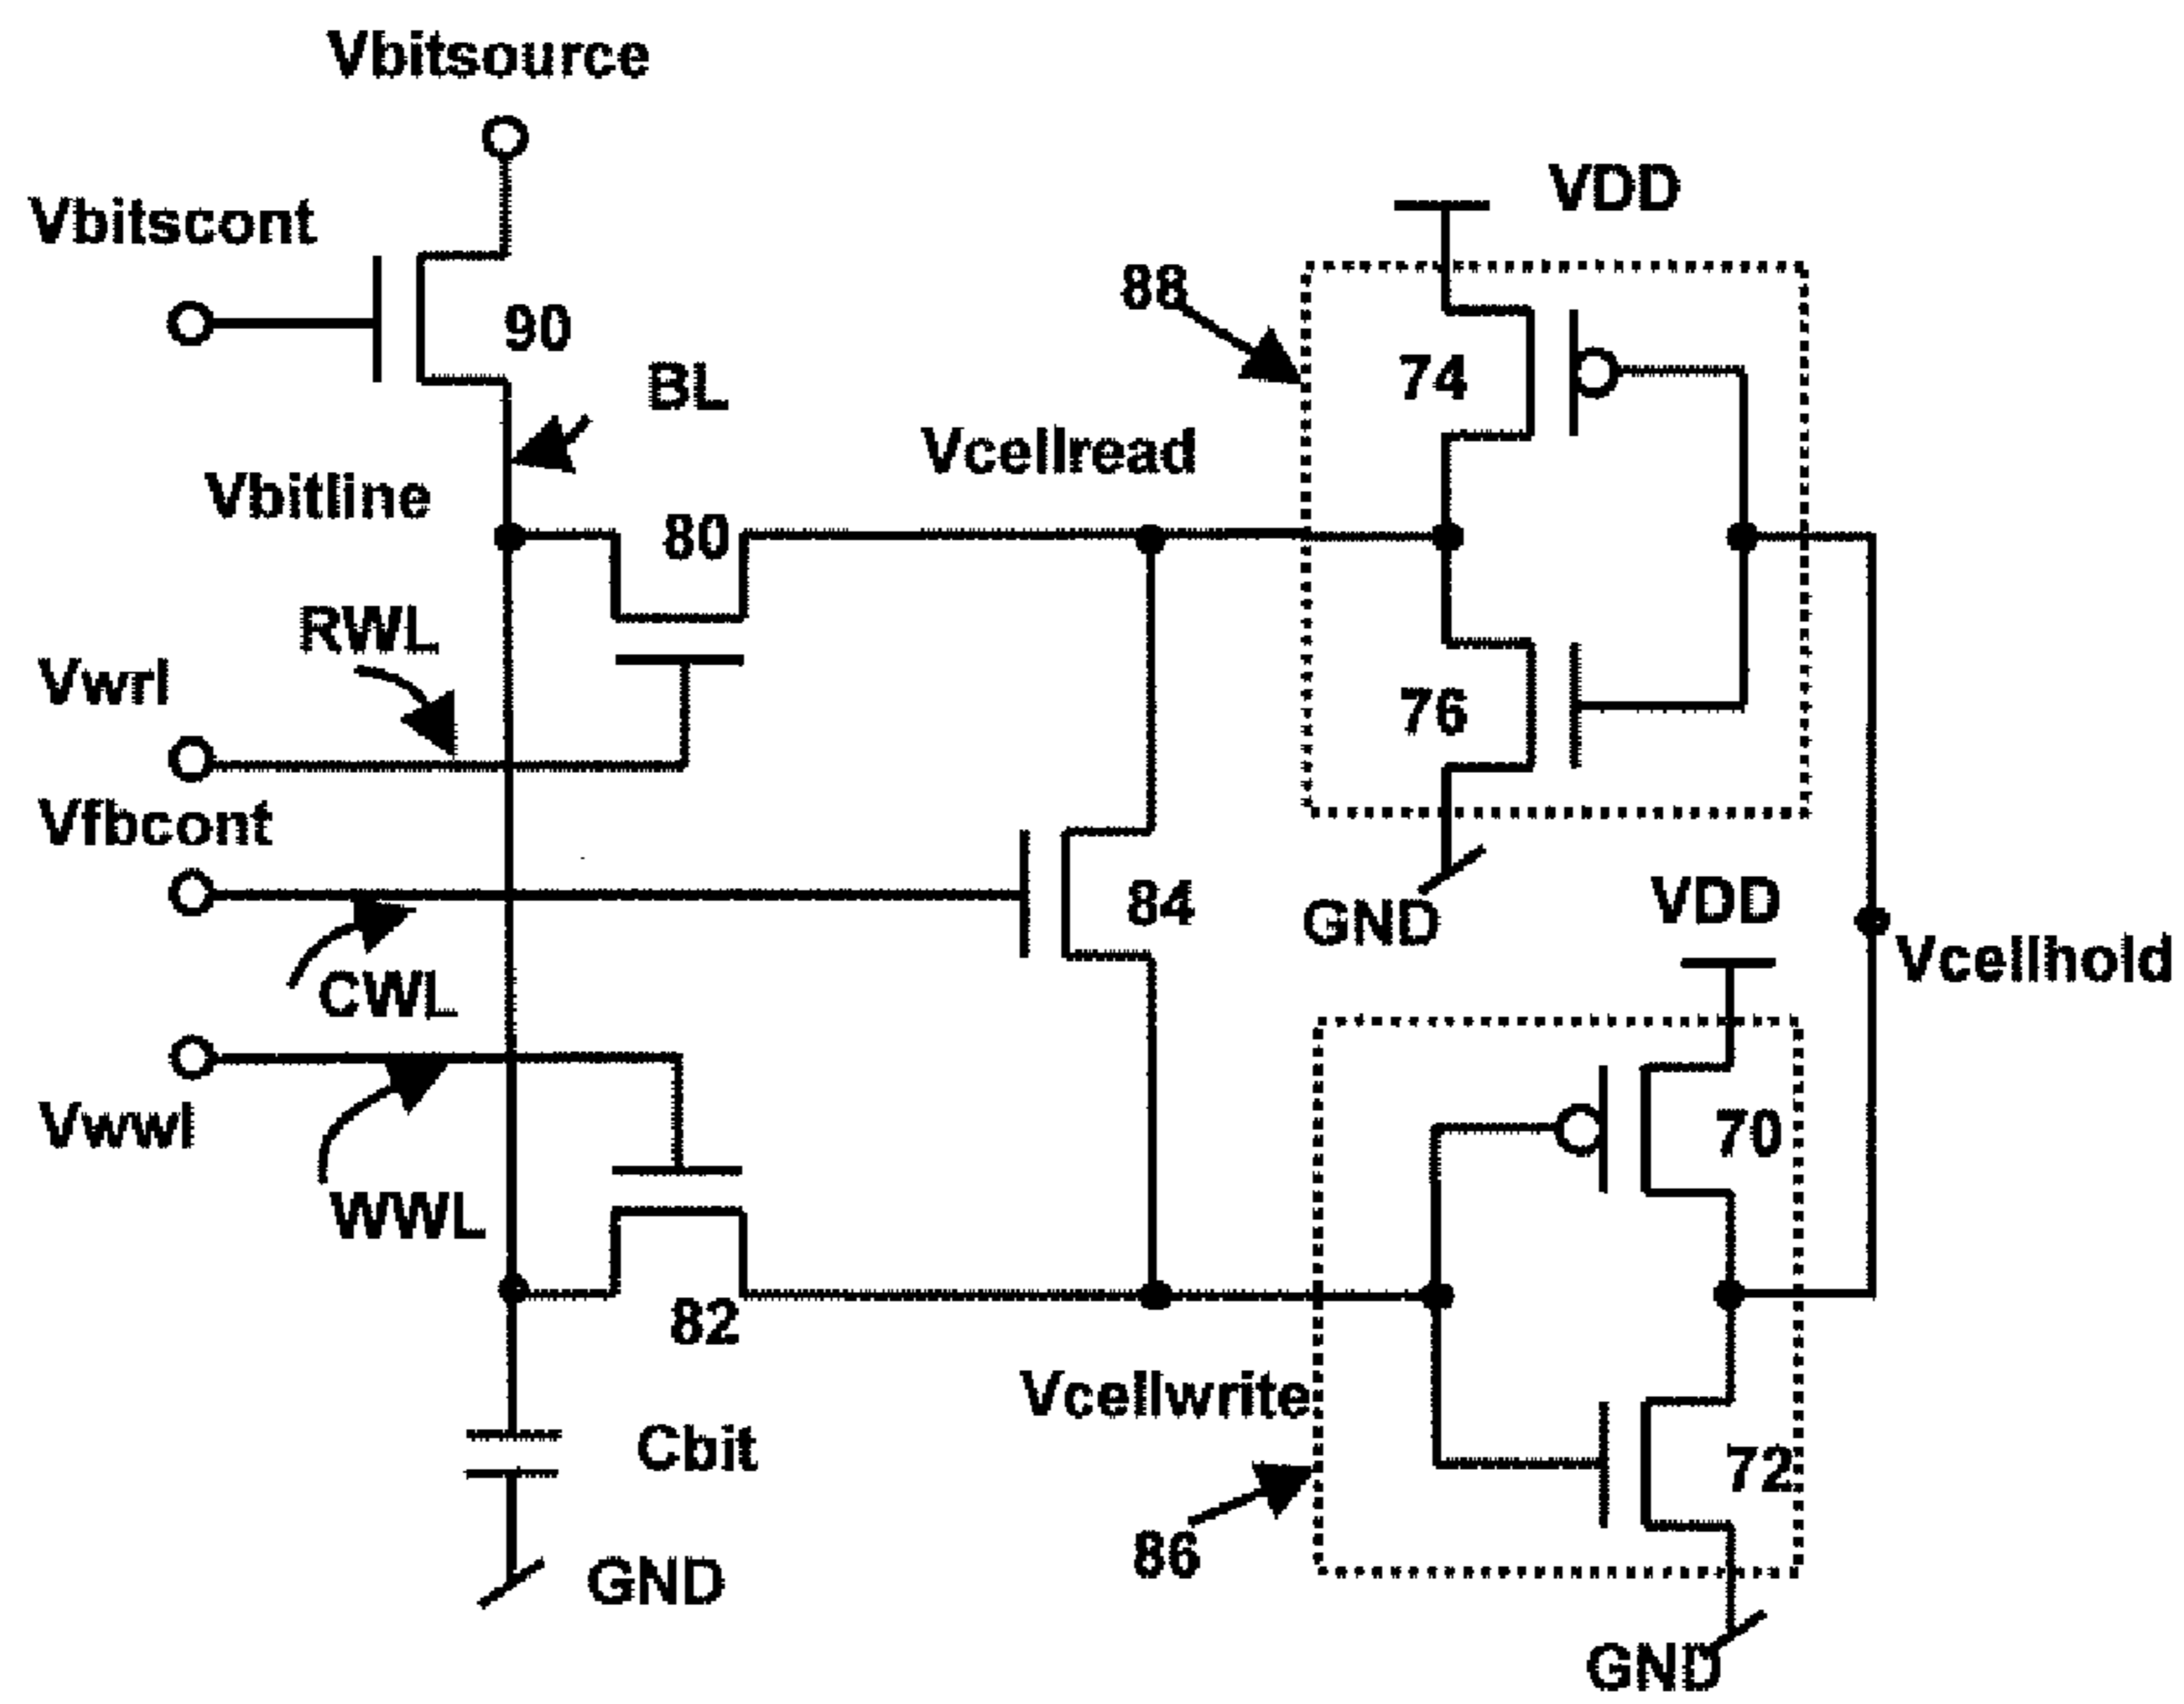 Vbitsource
VDD
Vbitscont
88
90
74
BL
Vcellread
Vbitline
80
RWL
Vwrl
76
Vfbcont
84
VDD
GND
Vcellhold
CWL
Vwwl
70
WWL
82
Vcellwrite
Cbit
72
86
GND
GND